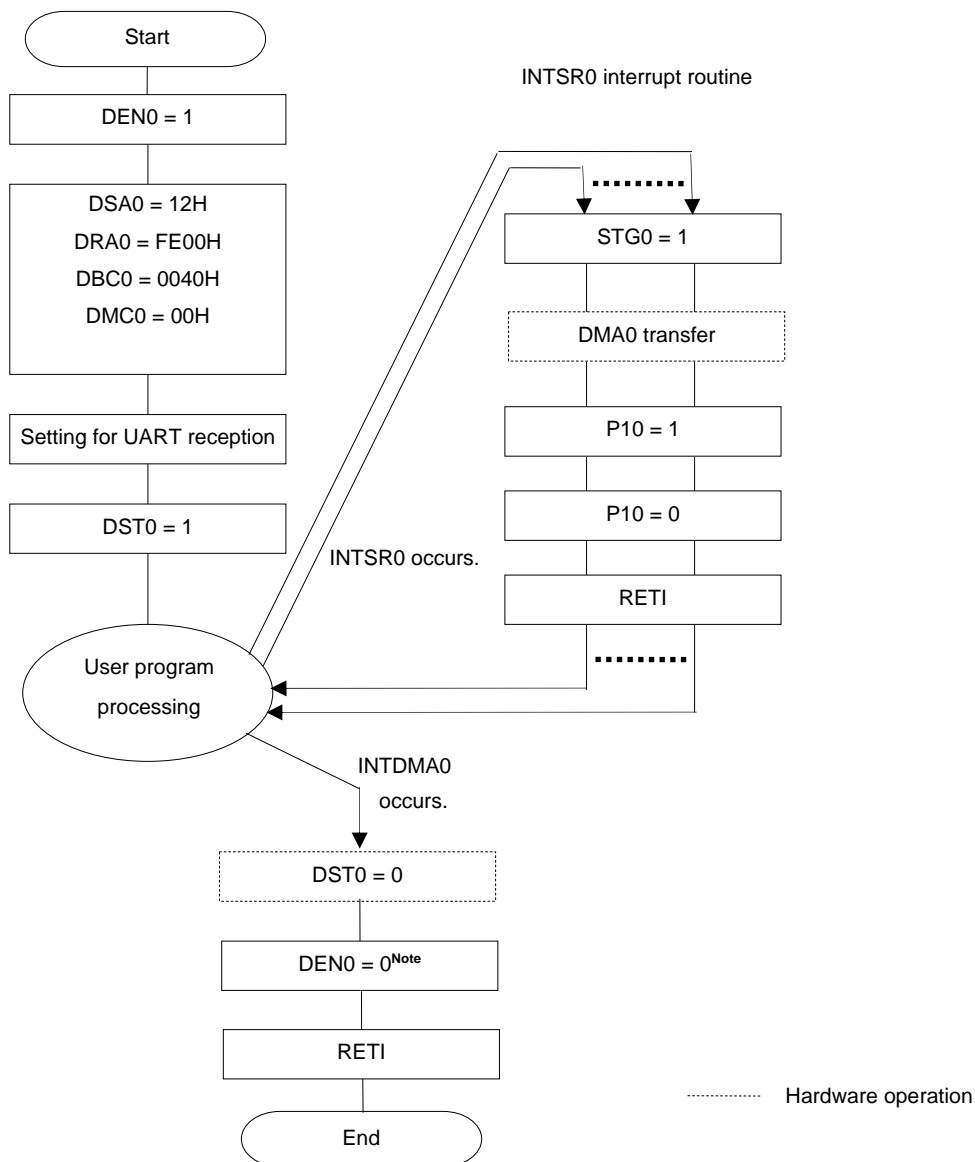 Start
DEN0 = 1
DSA0 = 12H
DRA0 = FE00H
DBC0 = 0040H
DMC0 = 00H
Setting for UART reception
DST0 = 1
User program
processing
INTSR0 occurs.
INTSR0 interrupt routine
STG0 = 1
DMA0 transfer
P10 = 1
P10 = 0
RETI
INTDMA0
occurs.
DST0 = 0
DEN0 = 0Note
RETI
End
Hardware operation